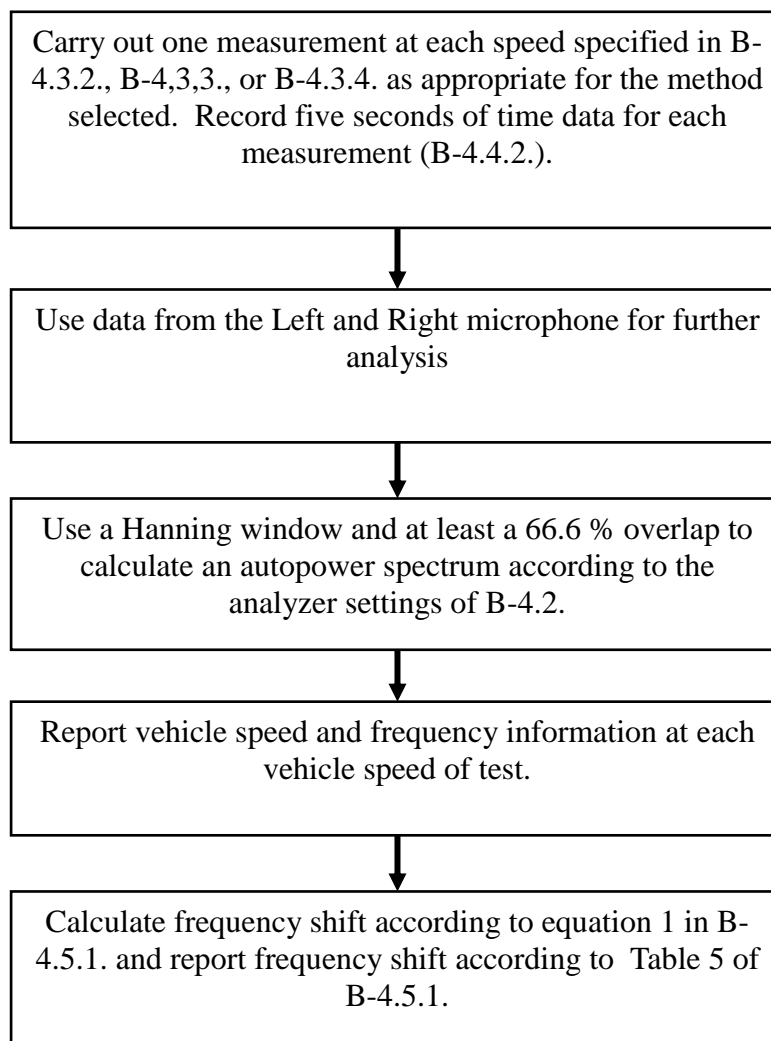 Carry out one measurement at each speed specified in B-
4.3.2., B-4,3,3., or B-4.3.4. as appropriate for the method
selected.  Record five seconds of time data for each
measurement (B-4.4.2.).
Use data from the Left and Right microphone for further
analysis
Use a Hanning window and at least a 66.6 % overlap to
calculate an autopower spectrum according to the
analyzer settings of B-4.2.
Report vehicle speed and frequency information at each
vehicle speed of test.
Calculate frequency shift according to equation 1 in B-
4.5.1. and report frequency shift according to  Table 5 of
B-4.5.1.